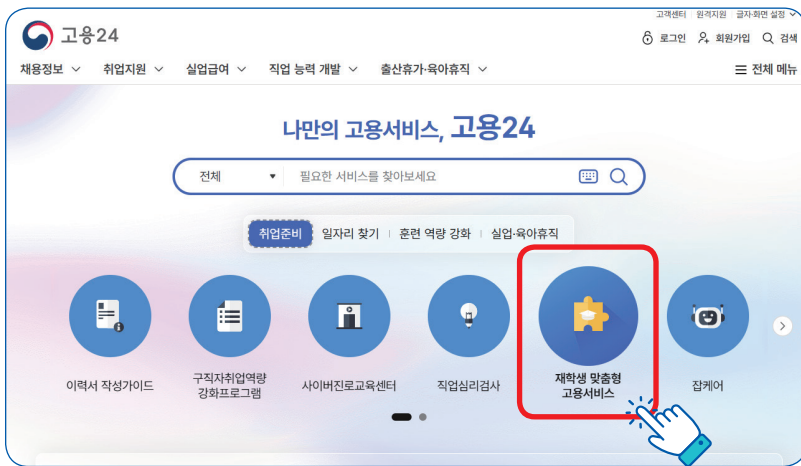 고객센터 원격지원 글자·화면 설정
고용24
로그인 회원가입 검색
채용정보 취업지원 실업급여 직업 능력 개발 출산휴가·육아휴직 전체 메뉴
나만의 고용서비스, 고용24
전체 필요한 서비스를 찾아보세요
취업준비 일자리 찾기 훈련 역량 강화 실업·육아휴직
이력서 작성가이드
구직자취업역량
강화프로그램
사이버진로교육센터
직업심리검사
재학생 맞춤형
고용서비스
잡케어